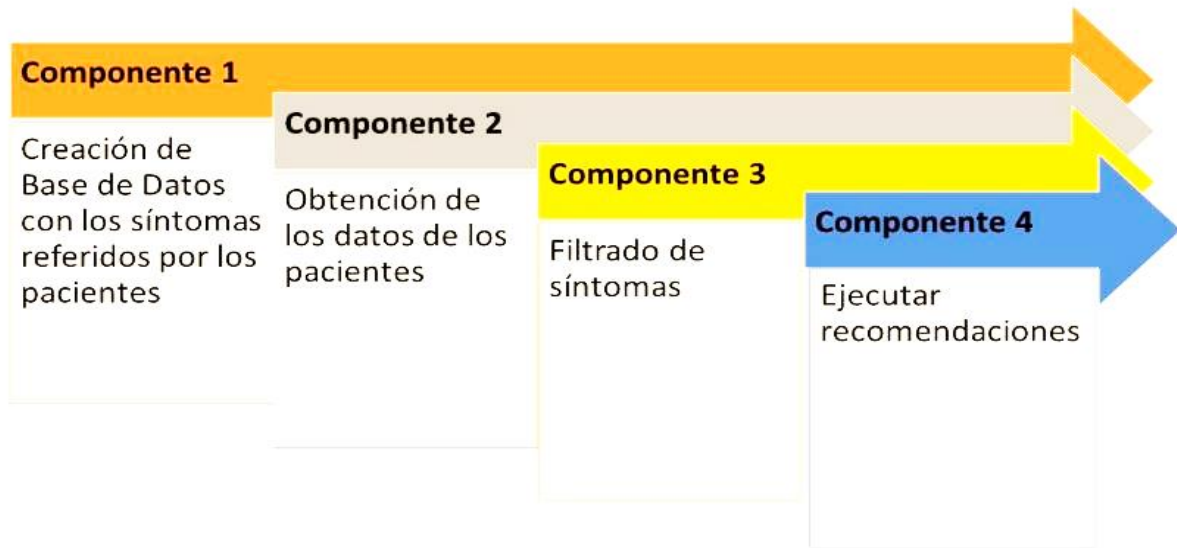 Componente 1
Creación de
Base de Datos
con los síntomas
referidos por los
pacientes
Componente 2
Obtención de
los datos de los
pacientes
Componente 3
Filtrado de
síntomas
Componente 4
Ejecutar
recomendaciones